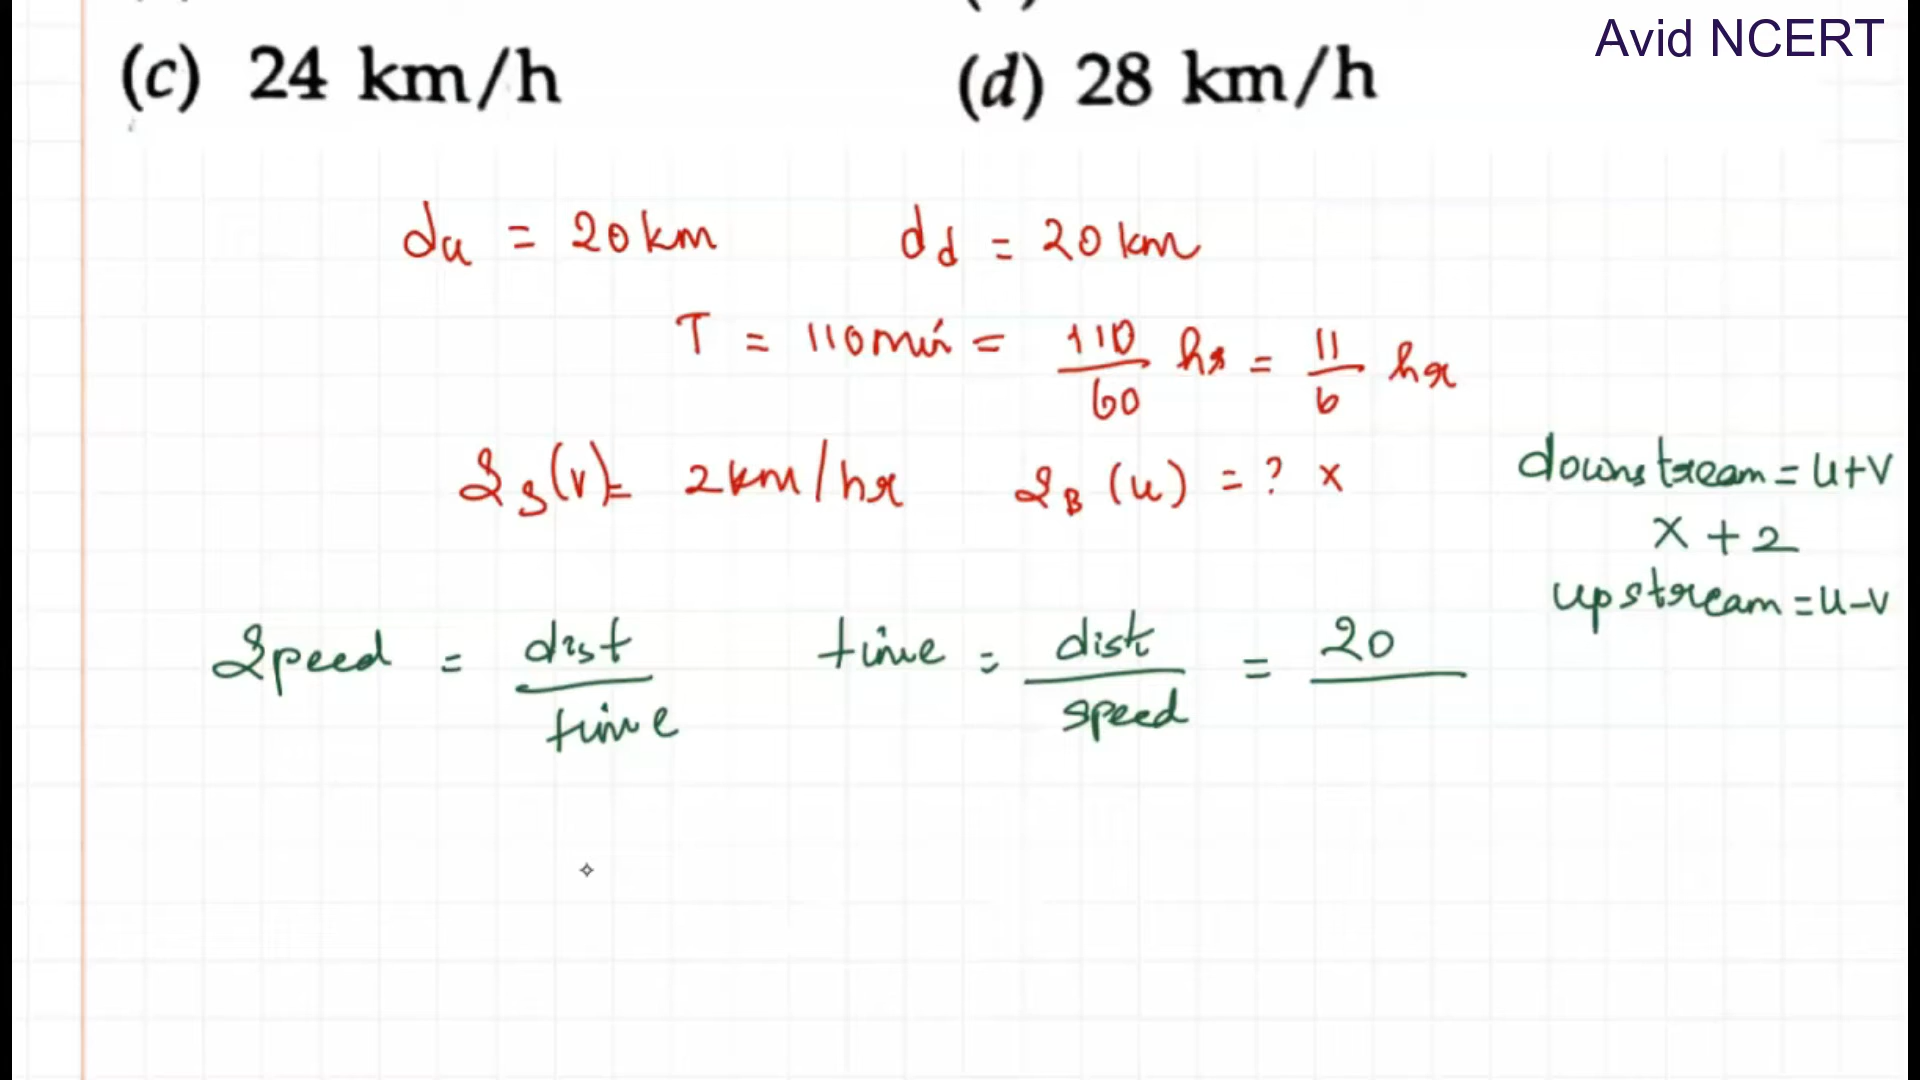 Avid NCERT
(c) 24 km/h (d) 28 km/h
du = 20 km dd = 20 km
T = 110 min = 110/60 hr = 11/6 hr
SS(v) = 2 km/hr SB(u) = ? x
downstream = u+v
x + 2
upstream = u-v
Speed = dist/time time = dist/speed = 20/